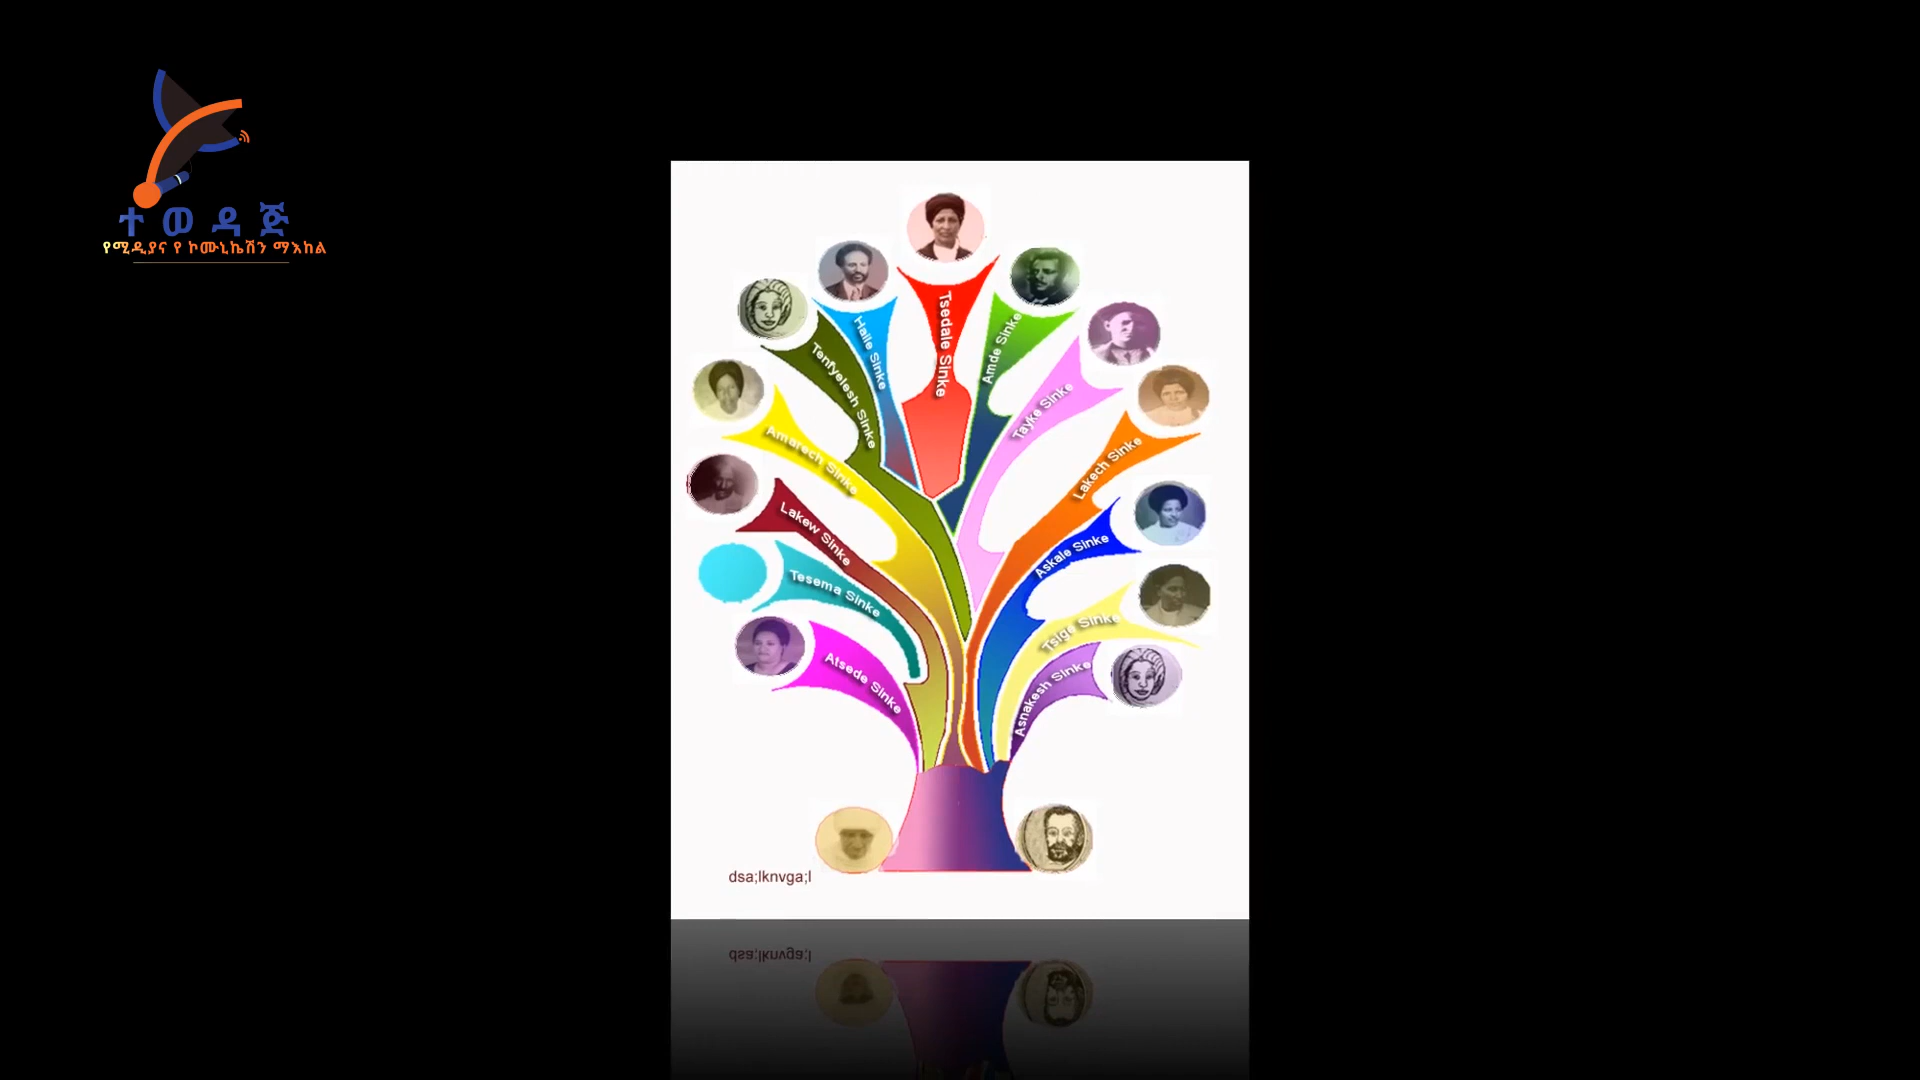 ተወዳጅ
የሚዲያና የ ኮሙኒኬሽን ማእከል
Tsedale Sinke
Haile Sinke
Amde Sinke
Tenfyelesh Sinke
Tayke Sinke
Amarech Sinke
Lakech Sinke
Lakew Sinke
Askale Sinke
Tesema Sinke
Tsige Sinke
Atsede Sinke
Asnakesh Sinke
dsa;lknvga;l